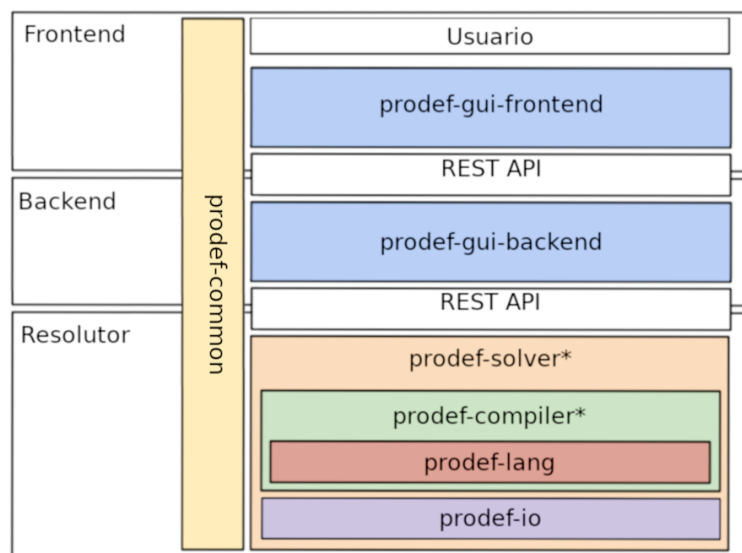 Frontend
Usuario
prodef-gui-frontend
REST API
Backend
prodef-common
prodef-gui-backend
REST API
Resolutor
prodef-solver*
prodef-compiler*
prodef-lang
prodef-io